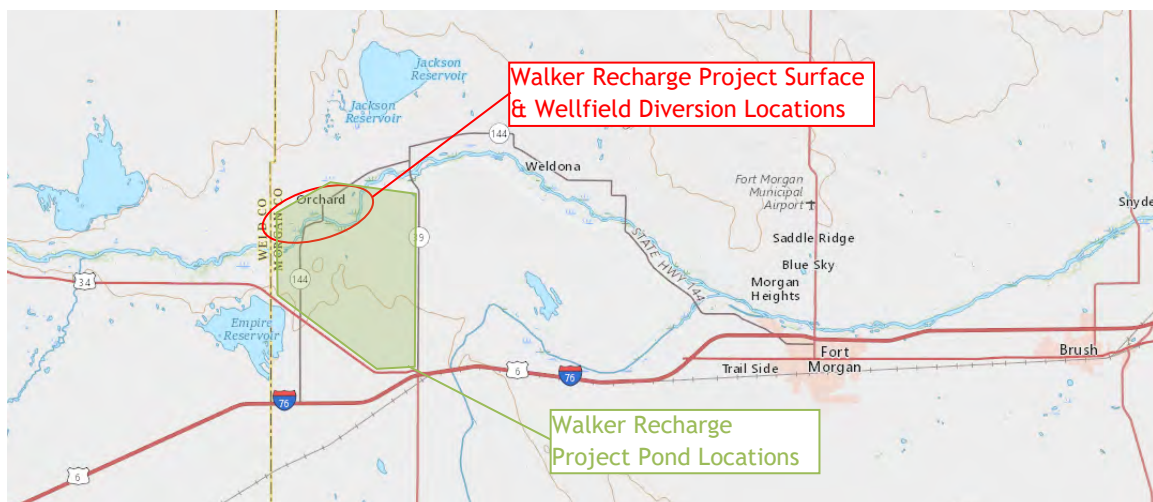 Jackson
Reservoir
Jackson
Reservoir
Walker Recharge Project Surface
& Wellfield Diversion Locations
144
Weldona
Fort Morgan
Municipal
Airport
Orchard
Snyde
WELD CO
MORGAN CO
39
STATE HWY 144
Saddle Ridge
Blue Sky
Morgan
Heights
34
144
Empire
Reservoir
Fort
Morgan
Brush
Trail Side
6
76
76
Walker Recharge
Project Pond Locations
6